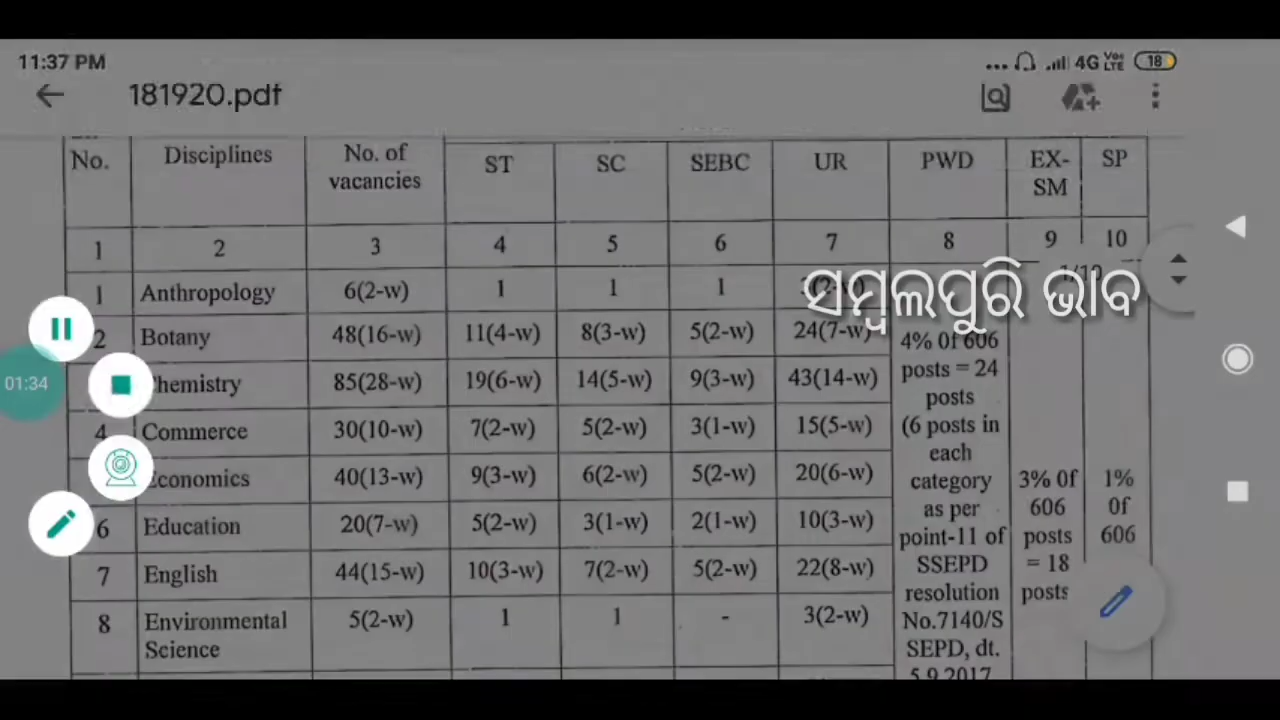 11:37 PM 4G VoLTE 18
181920.pdf
No. Disciplines No. of vacancies ST SC SEBC UR PWD EX-SM SP
1 2 3 4 5 6 7 8 9 10
1/19
ସମ୍ବଲପୁରି ଭାବ
1 Anthropology 6(2-w) 1 1 1
2 Botany 48(16-w) 11(4-w) 8(3-w) 5(2-w) 24(7-w)
Chemistry 85(28-w) 19(6-w) 14(5-w) 9(3-w) 43(14-w)
4 Commerce 30(10-w) 7(2-w) 5(2-w) 3(1-w) 15(5-w)
Economics 40(13-w) 9(3-w) 6(2-w) 5(2-w) 20(6-w)
6 Education 20(7-w) 5(2-w) 3(1-w) 2(1-w) 10(3-w)
7 English 44(15-w) 10(3-w) 7(2-w) 5(2-w) 22(8-w)
8 Environmental Science 5(2-w) 1 1 - 3(2-w)
4% 0f 606
posts = 24
posts
(6 posts in
each
category
as per
point-11 of
SSEPD
resolution
No.7140/S
SEPD, dt.
5.9.2017
3% 0f
606
posts
= 18
posts
1%
0f
606
01:34